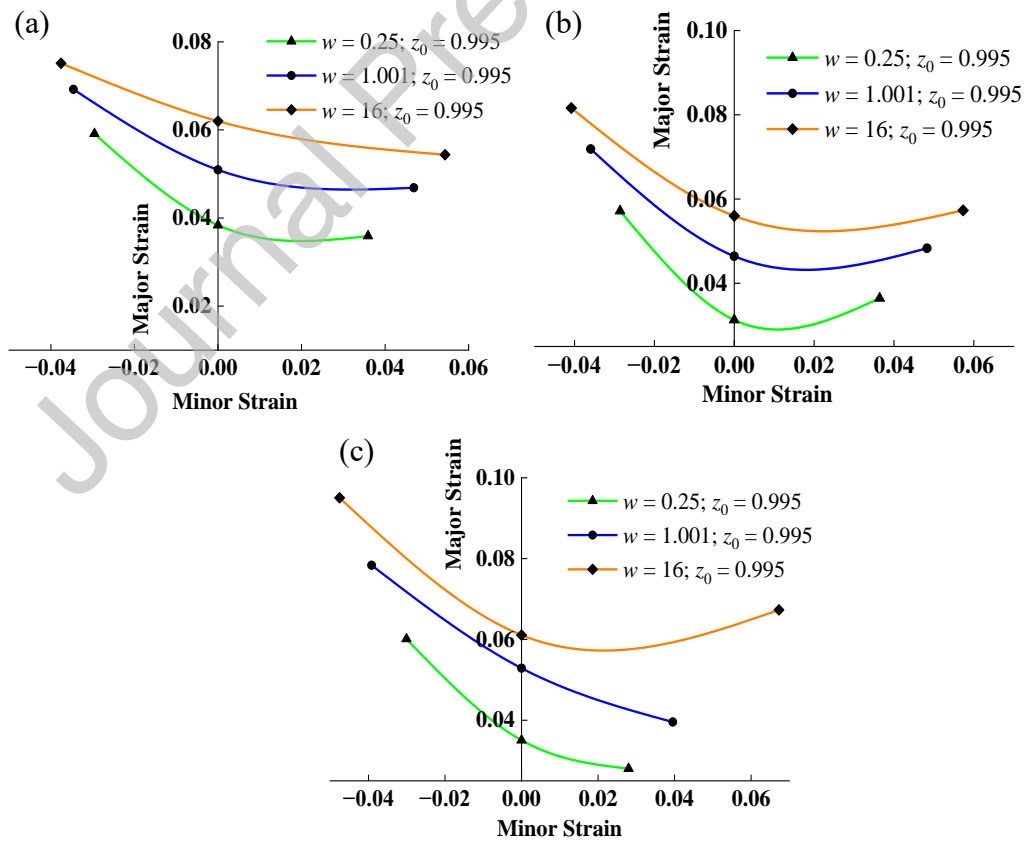 (a)
Major Strain
0.08
0.06
0.04
0.02
−0.04 −0.02 0.00 0.02 0.04 0.06
Minor Strain
w = 0.25; z0 = 0.995
w = 1.001; z0 = 0.995
w = 16; z0 = 0.995
(b)
Major Strain
0.10
0.08
0.06
0.04
−0.04 −0.02 0.00 0.02 0.04 0.06
Minor Strain
w = 0.25; z0 = 0.995
w = 1.001; z0 = 0.995
w = 16; z0 = 0.995
(c)
Major Strain
0.10
0.08
0.06
0.04
−0.04 −0.02 0.00 0.02 0.04 0.06
Minor Strain
w = 0.25; z0 = 0.995
w = 1.001; z0 = 0.995
w = 16; z0 = 0.995
Journal Pre